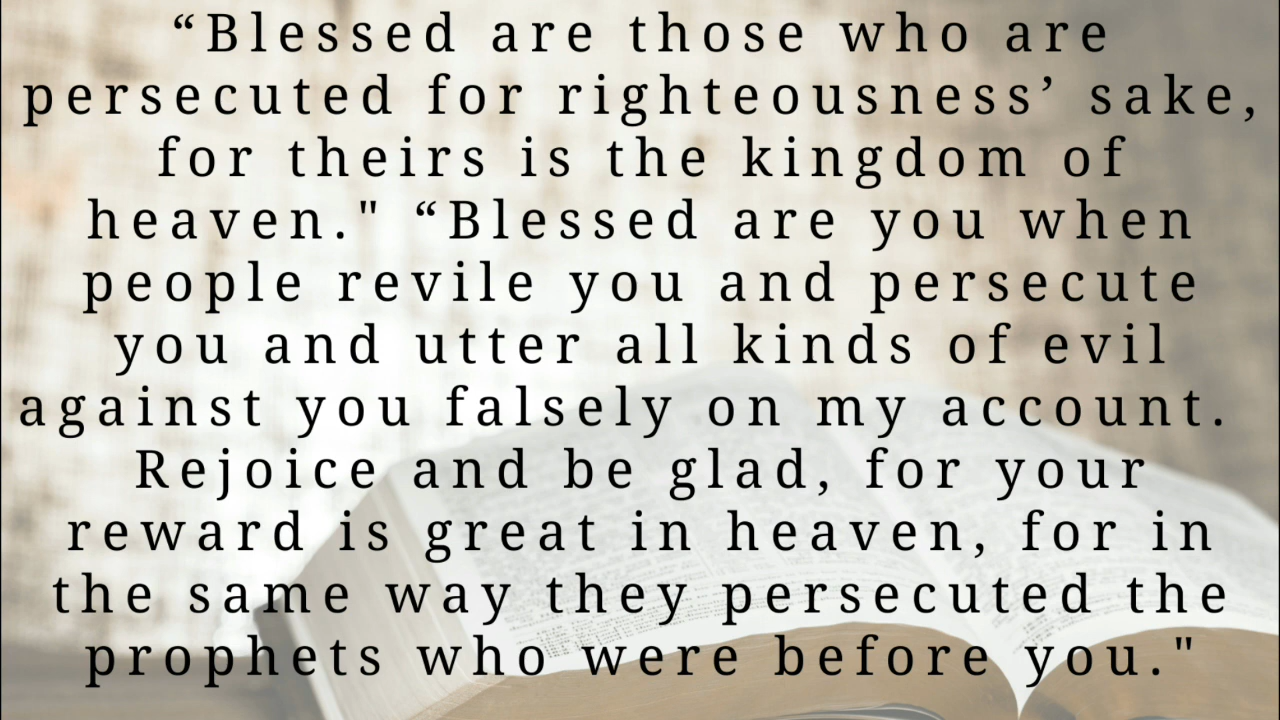 “Blessed are those who are
persecuted for righteousness’ sake,
for theirs is the kingdom of
heaven." “Blessed are you when
people revile you and persecute
you and utter all kinds of evil
against you falsely on my account.
Rejoice and be glad, for your
reward is great in heaven, for in
the same way they persecuted the
prophets who were before you."